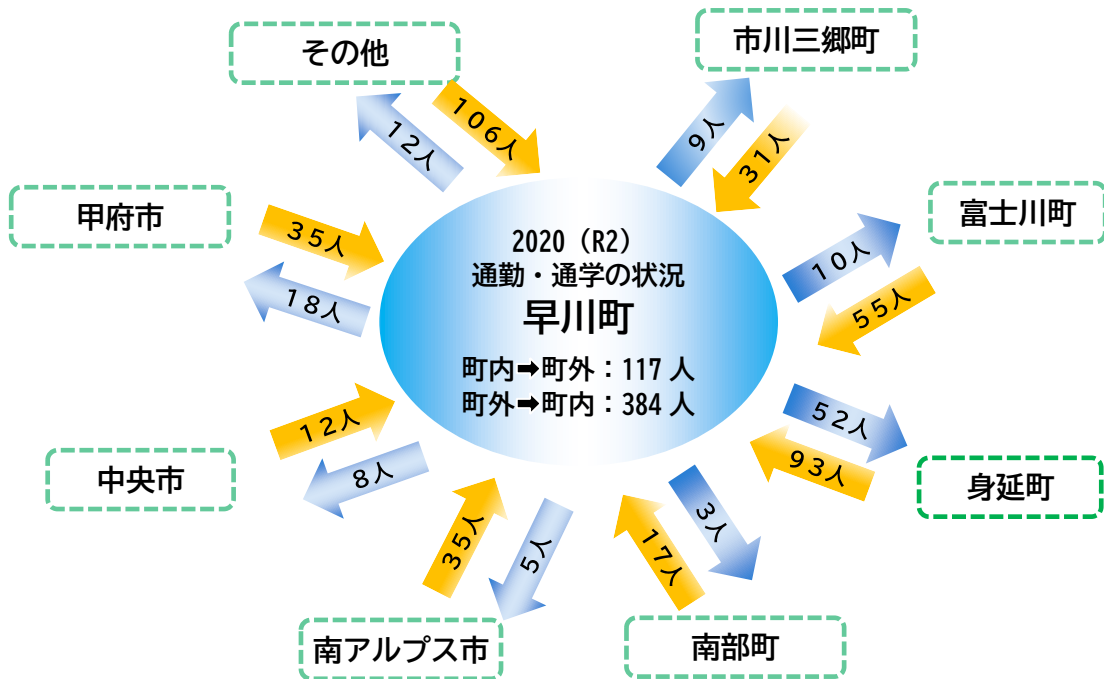 その他
市川三郷町
106人
12人
9人
31人
甲府市
富士川町
35人
18人
2020（R2）
通勤・通学の状況
早川町
町内➡町外：117 人
町外➡町内：384 人
10人
55人
12人
8人
52人
93人
中央市
身延町
35人
5人
17人
3人
南アルプス市
南部町